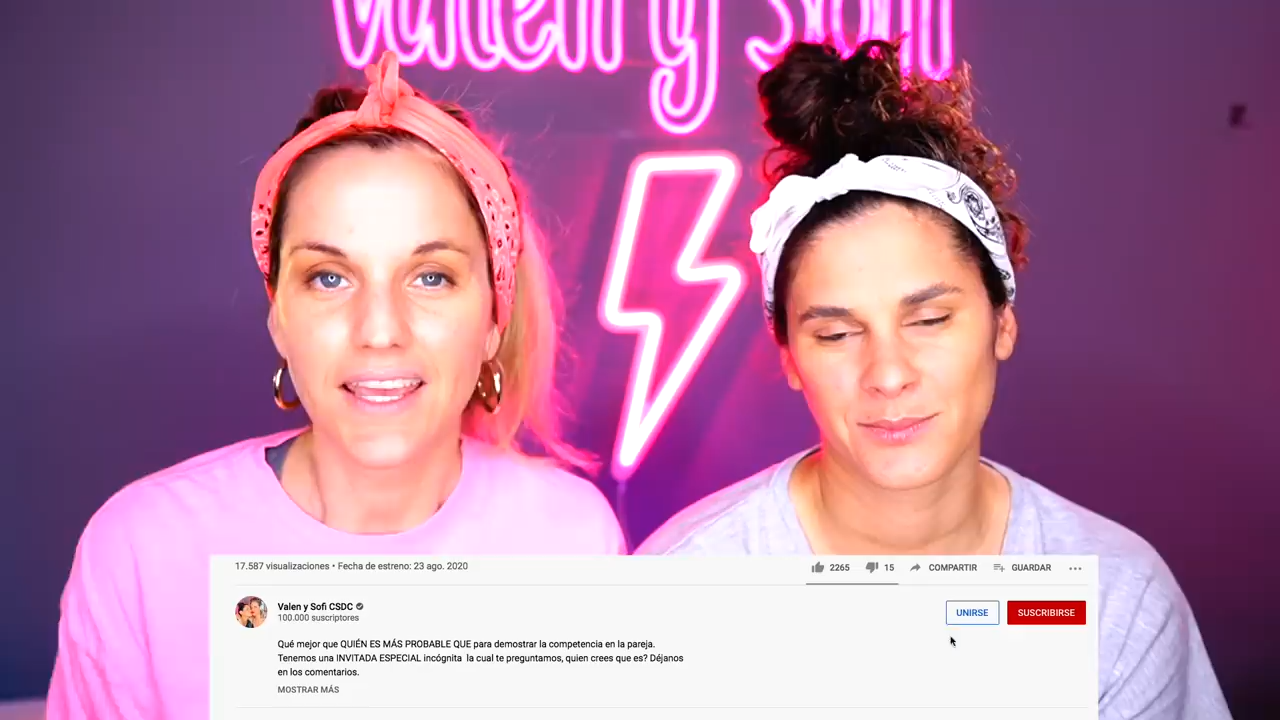 Valen y Sofi
17.587 visualizaciones • Fecha de estreno: 23 ago. 2020
2265 15 COMPARTIR GUARDAR
Valen y Sofi CSDC
100.000 suscriptores
UNIRSE SUSCRIBIRSE
Qué mejor que QUIÉN ES MÁS PROBABLE QUE para demostrar la competencia en la pareja.
Tenemos una INVITADA ESPECIAL incógnita la cual te preguntamos, quien crees que es? Déjanos
en los comentarios.
MOSTRAR MÁS